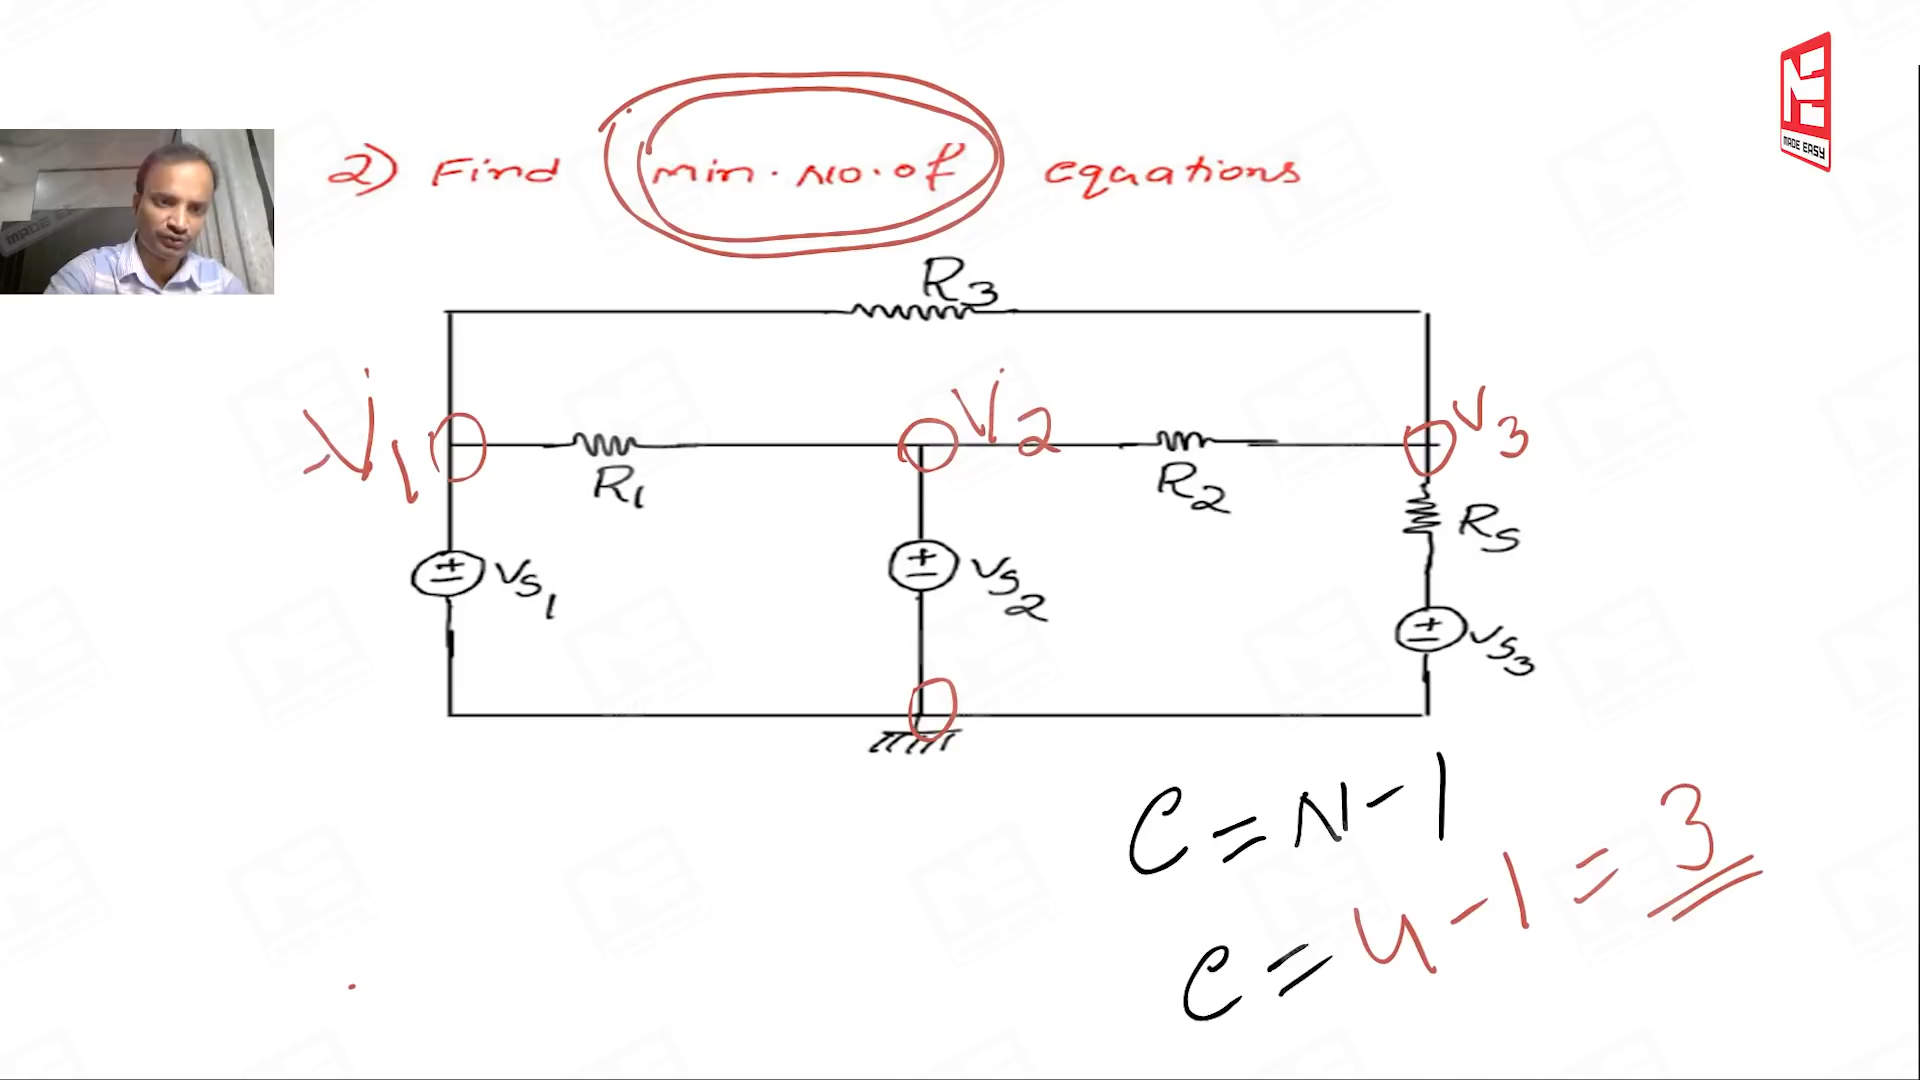 2) Find min. No. of equations
MADE EASY
R3
V1
V2
V3
R1
R2
RS
VS1
VS2
VS3
C = N - 1
C = 4 - 1 = 3